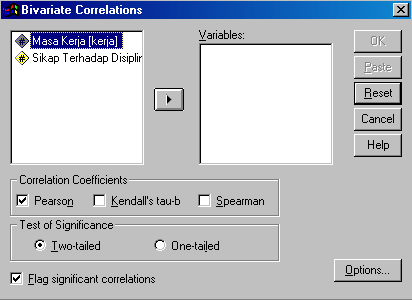 Bivariate Correlations
Masa Kerja [kerja]
Sikap Terhadap Disiplin
Variables:
OK
Paste
Reset
Cancel
Help
Correlation Coefficients
Pearson
Kendall's tau-b
Spearman
Test of Significance
Two-tailed
One-tailed
Flag significant correlations
Options...